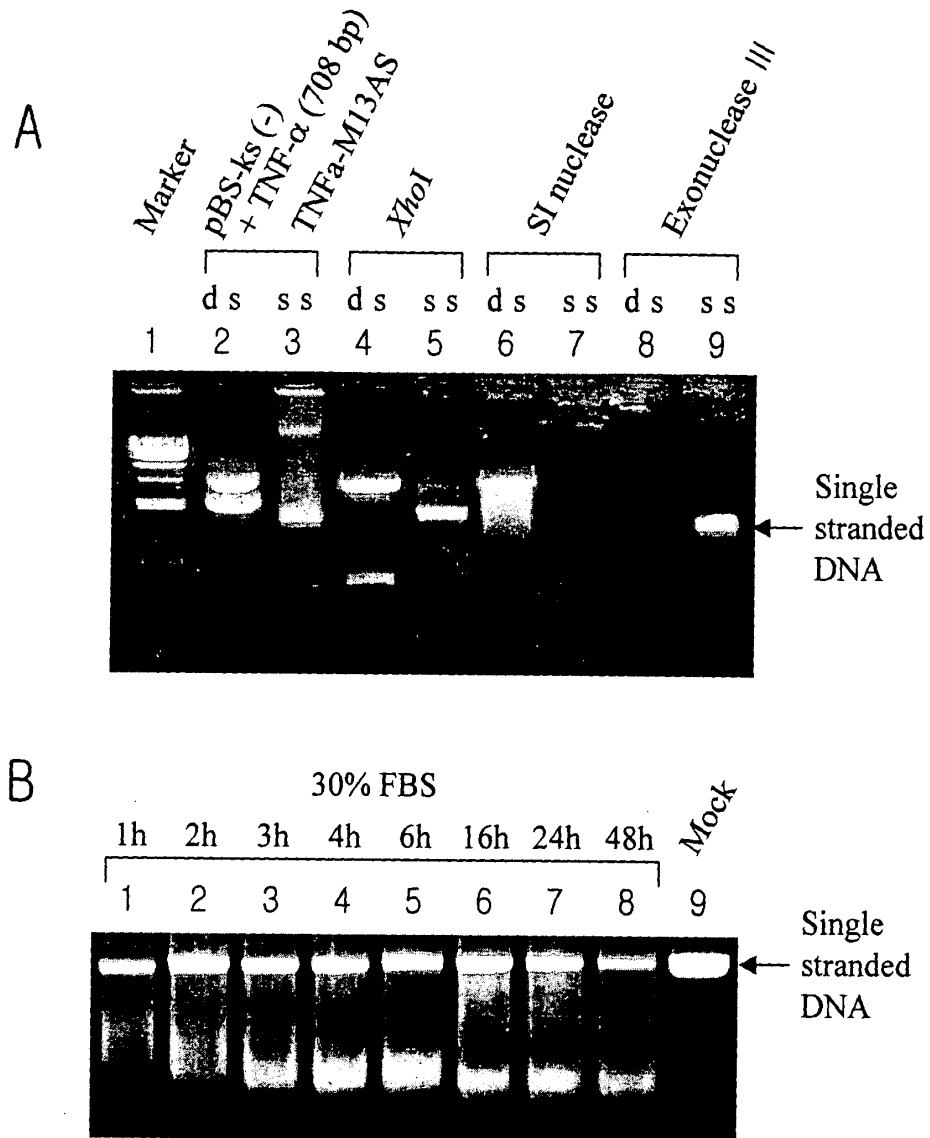 A
Marker
pBS-ks (-)
+ TNF-α (708 bp)
TNFa-M13AS
XhoI
SI nuclease
Exonuclease III
d s s s d s s s d s s s d s s s
1 2 3 4 5 6 7 8 9
Single
stranded
DNA
B
30% FBS
1h 2h 3h 4h 6h 16h 24h 48h Mock
1 2 3 4 5 6 7 8 9
Single
stranded
DNA